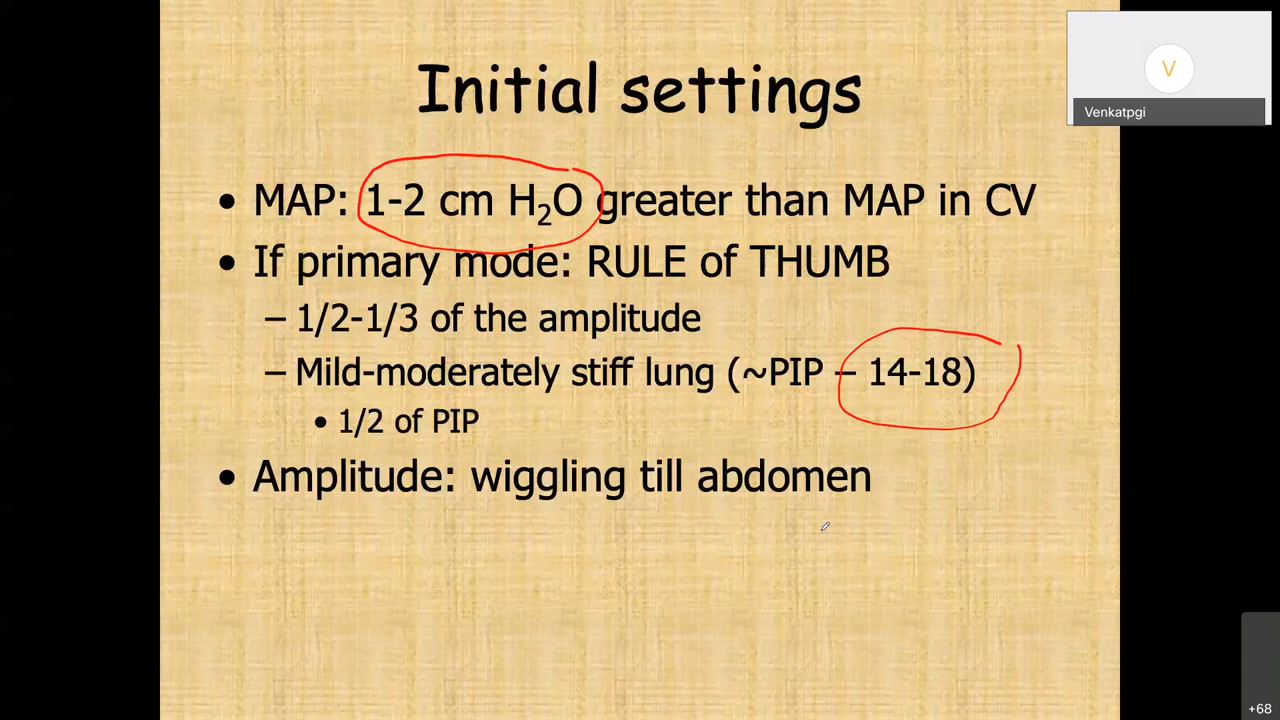 Initial settings
V
Venkatpgi
• MAP: 1-2 cm H₂O greater than MAP in CV
• If primary mode: RULE of THUMB
– 1/2-1/3 of the amplitude
– Mild-moderately stiff lung (~PIP – 14-18)
• 1/2 of PIP
• Amplitude: wiggling till abdomen
+68